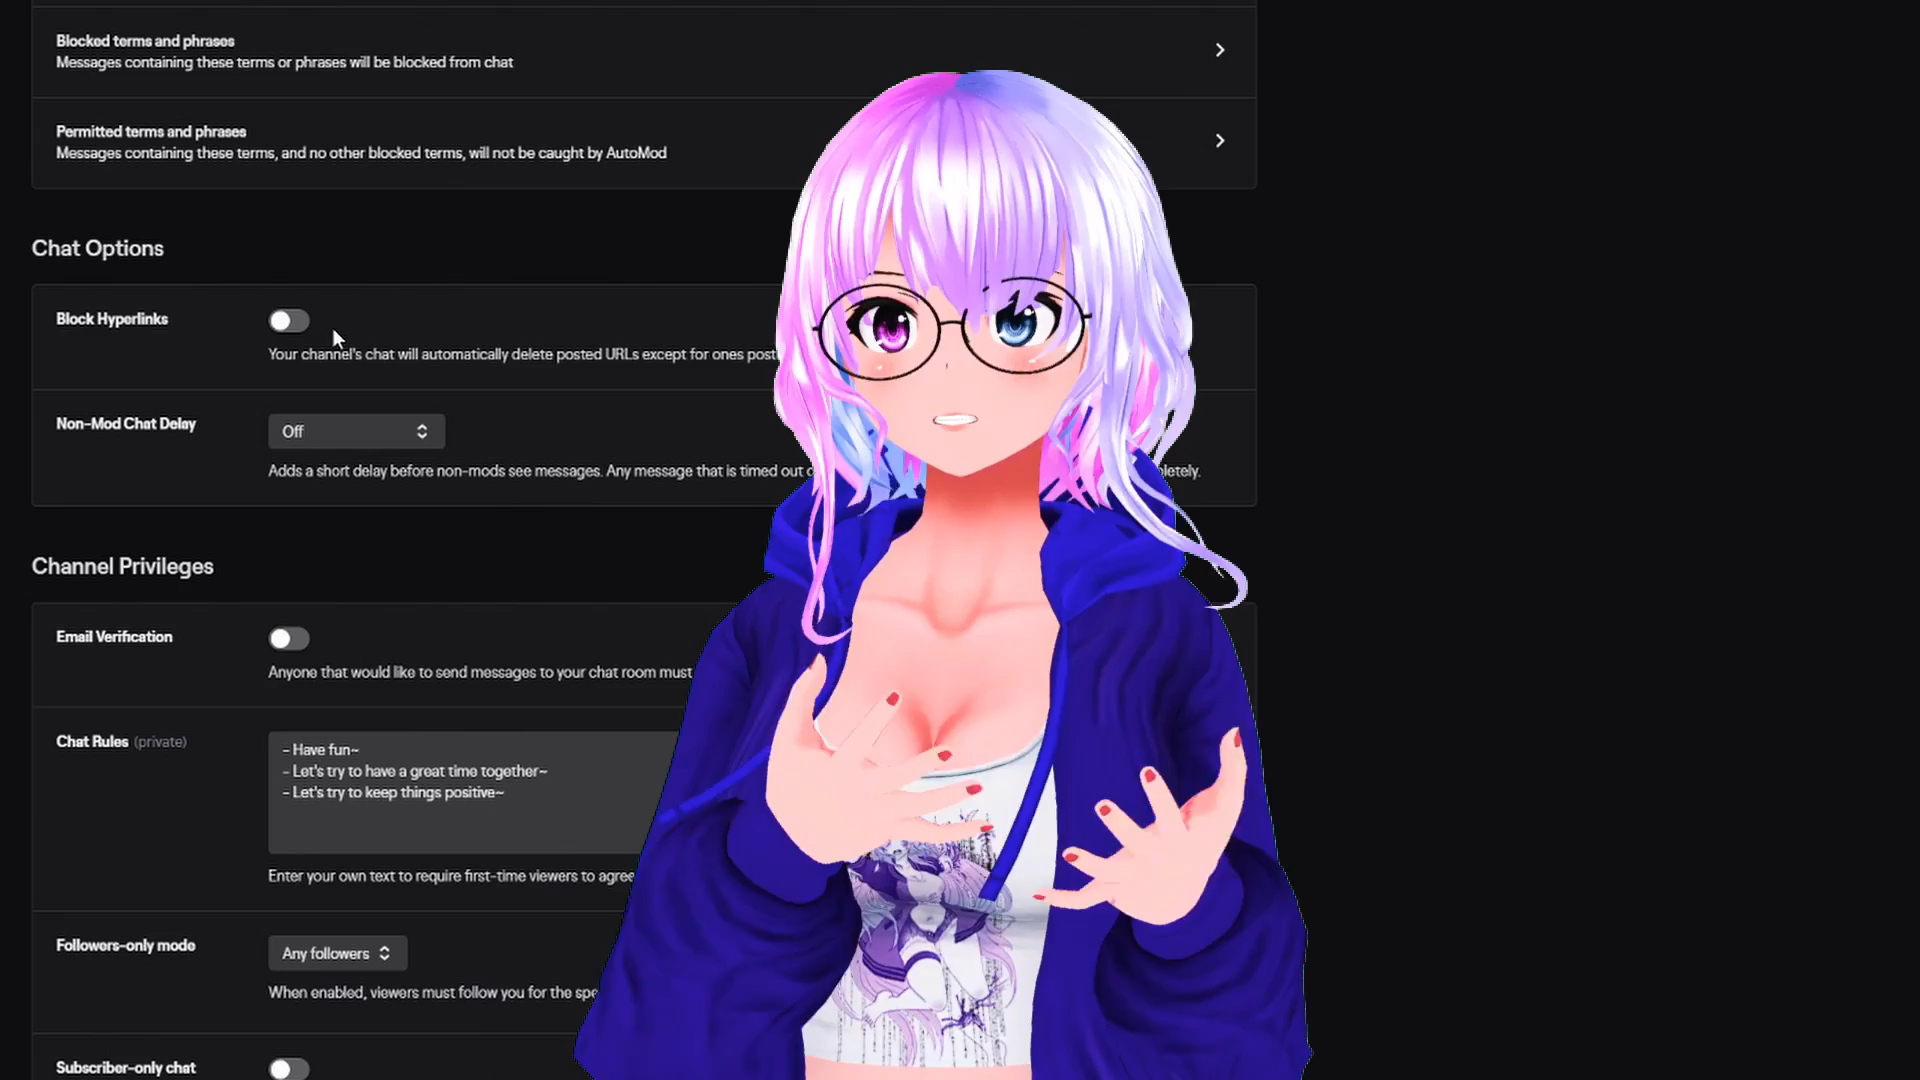 Blocked terms and phrases
Messages containing these terms or phrases will be blocked from chat
Permitted terms and phrases
Messages containing these terms, and no other blocked terms, will not be caught by AutoMod
Chat Options
Block Hyperlinks
Your channel's chat will automatically delete posted URLs except for ones
Non-Mod Chat Delay
Off
Adds a short delay before non-mods see messages. Any message that is timed out
Channel Privileges
Email Verification
Anyone that would like to send messages to your chat room must
Chat Rules (private)
- Have fun~
- Let's try to have a great time together~
- Let's try to keep things positive~
Enter your own text to require first-time viewers to agree
Followers-only mode
Any followers
When enabled, viewers must follow you for the
Subscriber-only chat